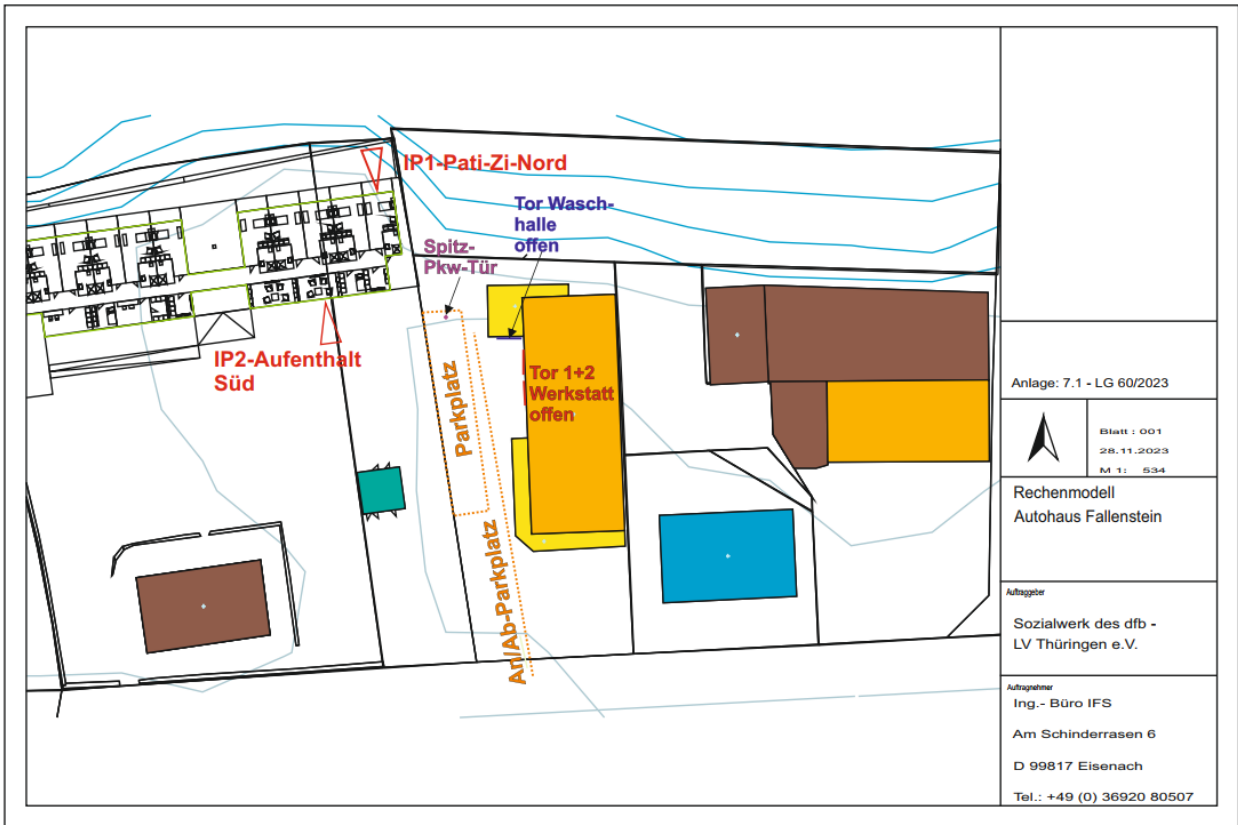 IP1-Pati-Zi-Nord
Tor Wasch-
halle
offen
Spitz-
Pkw-Tür
IP2-Aufenthalt
Süd
Parkplatz
Tor 1+2
Werkstatt
offen
An/Ab-Parkplatz
Anlage: 7.1 - LG 60/2023
Blatt : 001
28.11.2023
M 1: 534
Rechenmodell
Autohaus Fallenstein
Auftraggeber
Sozialwerk des dfb -
LV Thüringen e.V.
Auftragnehmer
Ing.- Büro IFS
Am Schinderrasen 6
D 99817 Eisenach
Tel.: +49 (0) 36920 80507